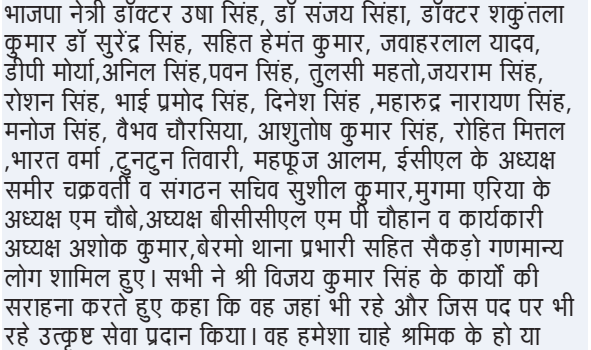 भाजपा नेत्री डॉक्टर उषा सिंह, डॉ संजय सिंहा, डॉक्टर शकुंतला
कुमार डॉ सुरेंद्र सिंह, सहित हेमंत कुमार, जवाहरलाल यादव,
डीपी मोर्या,अनिल सिंह,पवन सिंह, तुलसी महतो,जयराम सिंह,
रोशन सिंह, भाई प्रमोद सिंह, दिनेश सिंह ,महारुद्र नारायण सिंह,
मनोज सिंह, वैभव चौरसिया, आशुतोष कुमार सिंह, रोहित मित्तल
,भारत वर्मा ,टुनटुन तिवारी, महफूज आलम, ईसीएल के अध्यक्ष
समीर चक्रवर्ती व संगठन सचिव सुशील कुमार,मुगमा एरिया के
अध्यक्ष एम चौबे,अघ्यक्ष बीसीसीएल एम पी चौहान व कार्यकारी
अघ्यक्ष अशोक कुमार,बेरमो थाना प्रभारी सहित सैकड़ो गणमान्य
लोग शामिल हुए। सभी ने श्री विजय कुमार सिंह के कार्यो की
सराहना करते हुए कहा कि वह जहां भी रहे और जिस पद पर भी
रहे उत्कृष्ट सेवा प्रदान किया। वह हमेशा चाहे श्रमिक के हो या